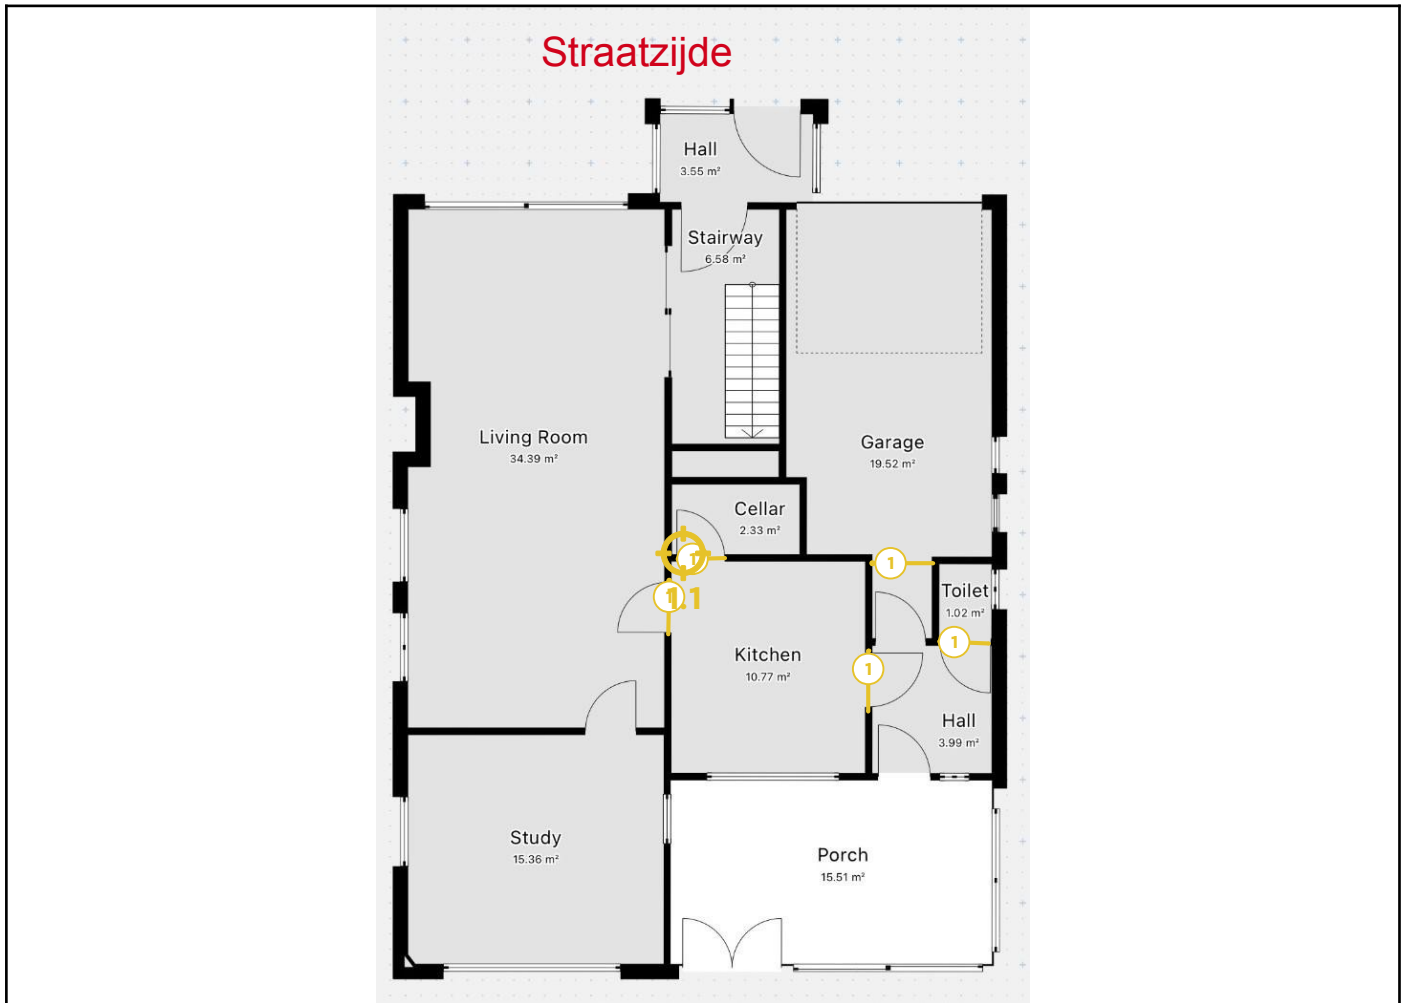 Straatzijde
Hall
3.55 m²
Stairway
6.58 m²
Living Room
34.39 m²
Garage
19.52 m²
Cellar
2.33 m²
1
1
1
1.1
Toilet
1.02 m²
1
Kitchen
10.77 m²
1
Hall
3.99 m²
Study
15.36 m²
Porch
15.51 m²